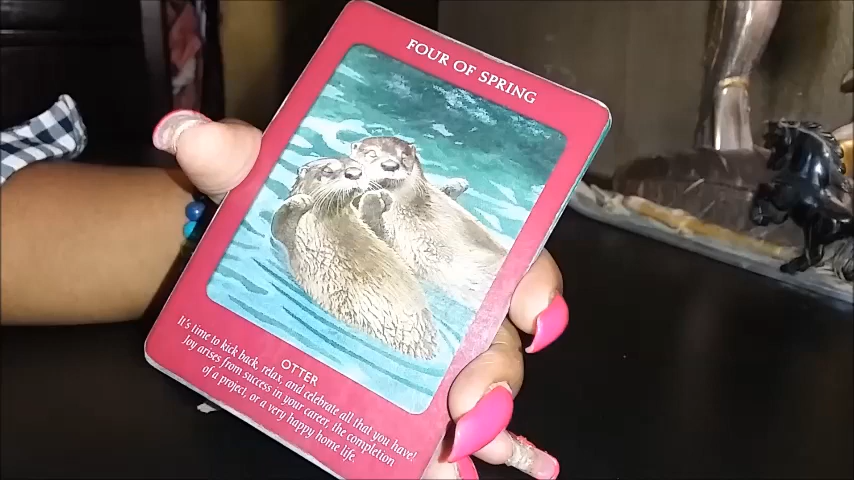 FOUR OF SPRING
OTTER
It's time to kick back, relax, and celebrate all that you have!
Joy arises from success in your career, the completion
of a project, or a very happy home life.